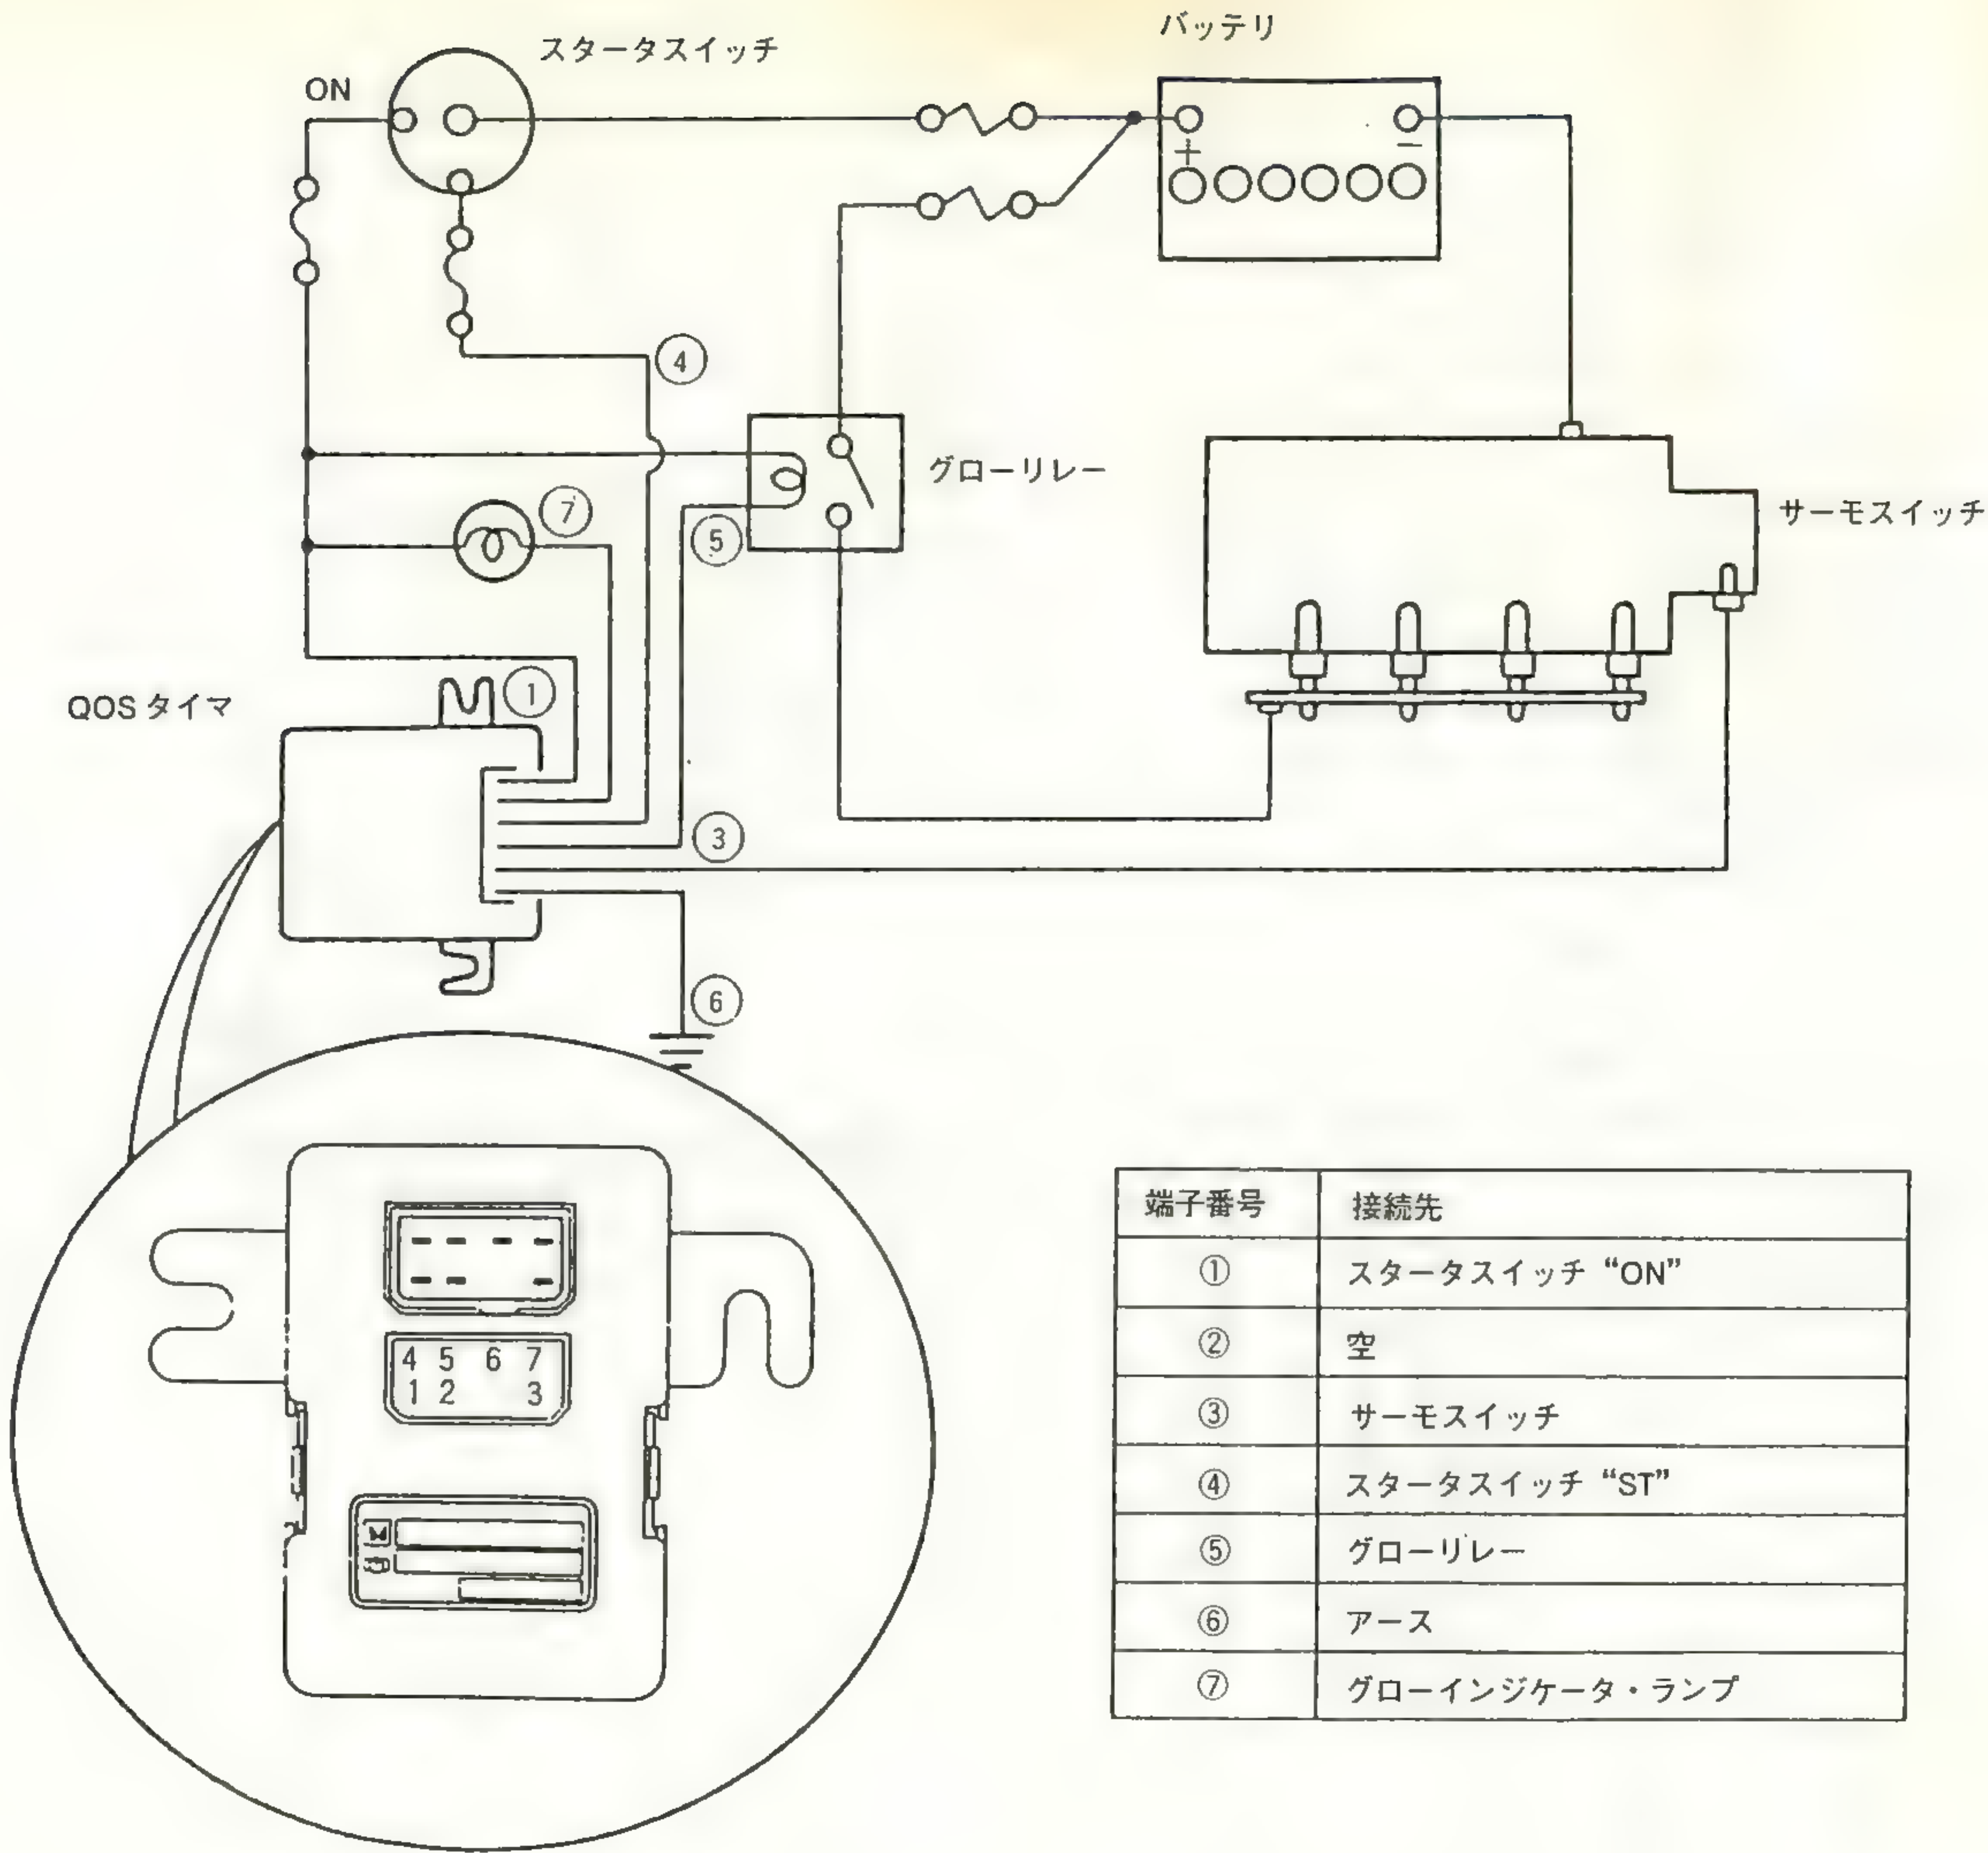 バッテリ
スタータスイッチ
ON
+
−
④
グローリレー
⑦
サーモスイッチ
⑤
①
QOSタイマ
③
⑥
4 5 6 7
1 2 3
端子番号 接続先
① スタータスイッチ “ON”
② 空
③ サーモスイッチ
④ スタータスイッチ “ST”
⑤ グローリレー
⑥ アース
⑦ グローインジケータ・ランプ